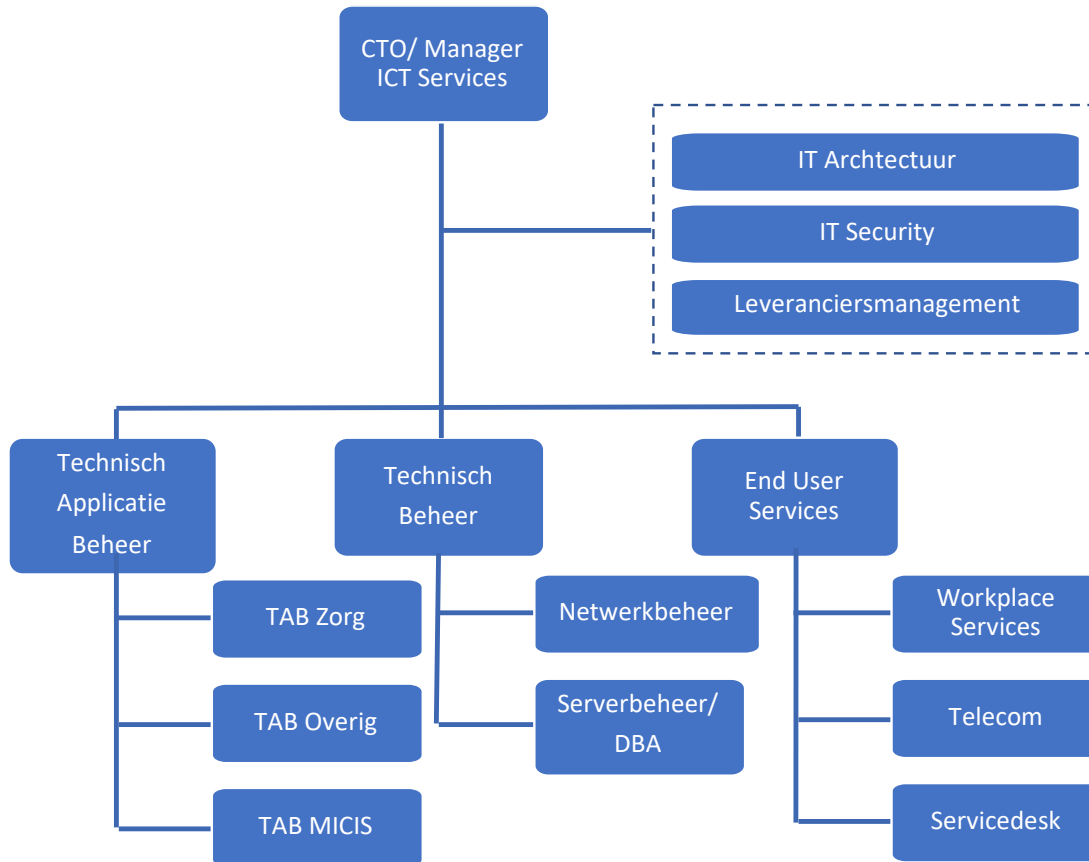 CTO/ Manager
ICT Services
IT Archtectuur
IT Security
Leveranciersmanagement
Technisch
Applicatie
Beheer
Technisch
Beheer
End User
Services
TAB Zorg
Netwerkbeheer
Workplace
Services
TAB Overig
Serverbeheer/
DBA
Telecom
TAB MICIS
Servicedesk